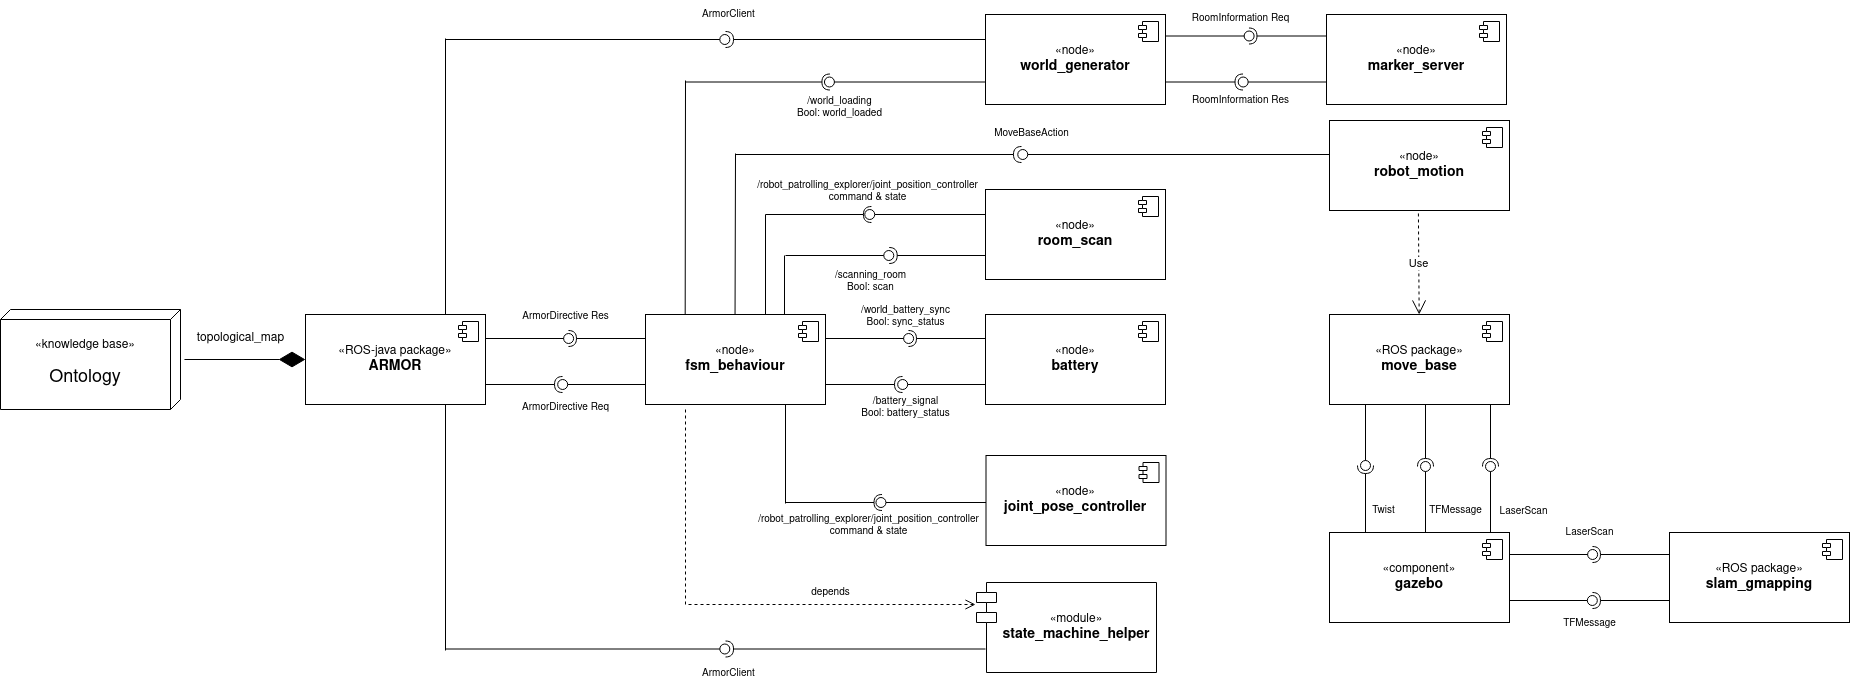 ArmorClient
«node»
world_generator
RoomInformation Req
RoomInformation Res
«node»
marker_server
/world_loading
Bool: world_loaded
MoveBaseAction
«node»
robot_motion
/robot_patrolling_explorer/joint_position_controller
command & state
«node»
room_scan
/scanning_room
Bool: scan
Use
«knowledge base»
Ontology
topological_map
«ROS-java package»
ARMOR
ArmorDirective Res
ArmorDirective Req
«node»
fsm_behaviour
/world_battery_sync
Bool: sync_status
/battery_signal
Bool: battery_status
«node»
battery
«ROS package»
move_base
«node»
joint_pose_controller
/robot_patrolling_explorer/joint_position_controller
command & state
Twist
TFMessage
LaserScan
«component»
gazebo
LaserScan
TFMessage
«ROS package»
slam_gmapping
depends
«module»
state_machine_helper
ArmorClient